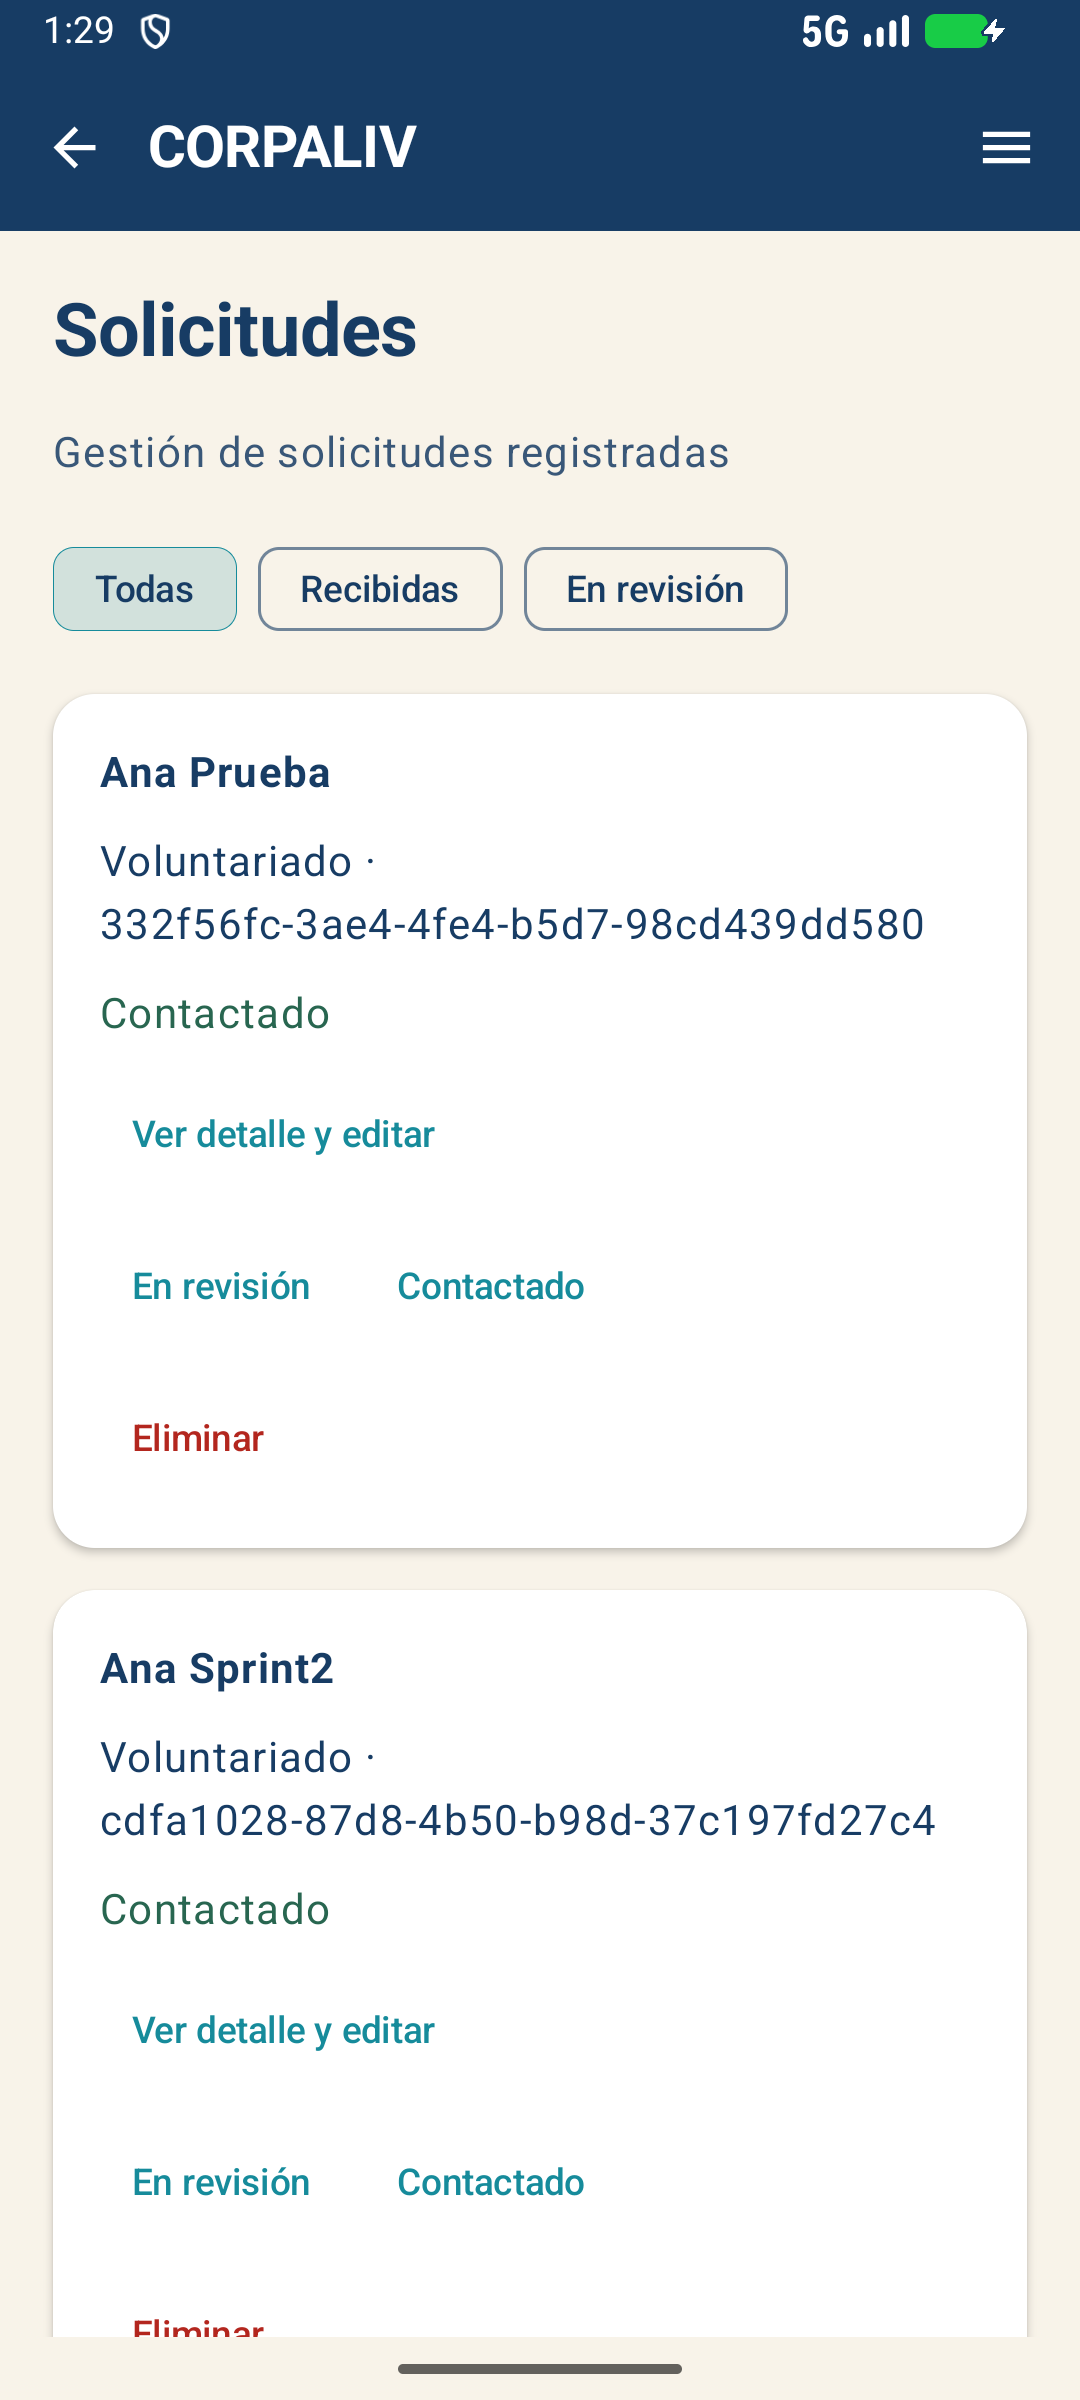 1:29
5G
CORPALIV
Solicitudes
Gestión de solicitudes registradas
Todas
Recibidas
En revisión
Ana Prueba
Voluntariado ·
332f56fc-3ae4-4fe4-b5d7-98cd439dd580
Contactado
Ver detalle y editar
En revisión
Contactado
Eliminar
Ana Sprint2
Voluntariado ·
cdfa1028-87d8-4b50-b98d-37c197fd27c4
Contactado
Ver detalle y editar
En revisión
Contactado
Eliminar